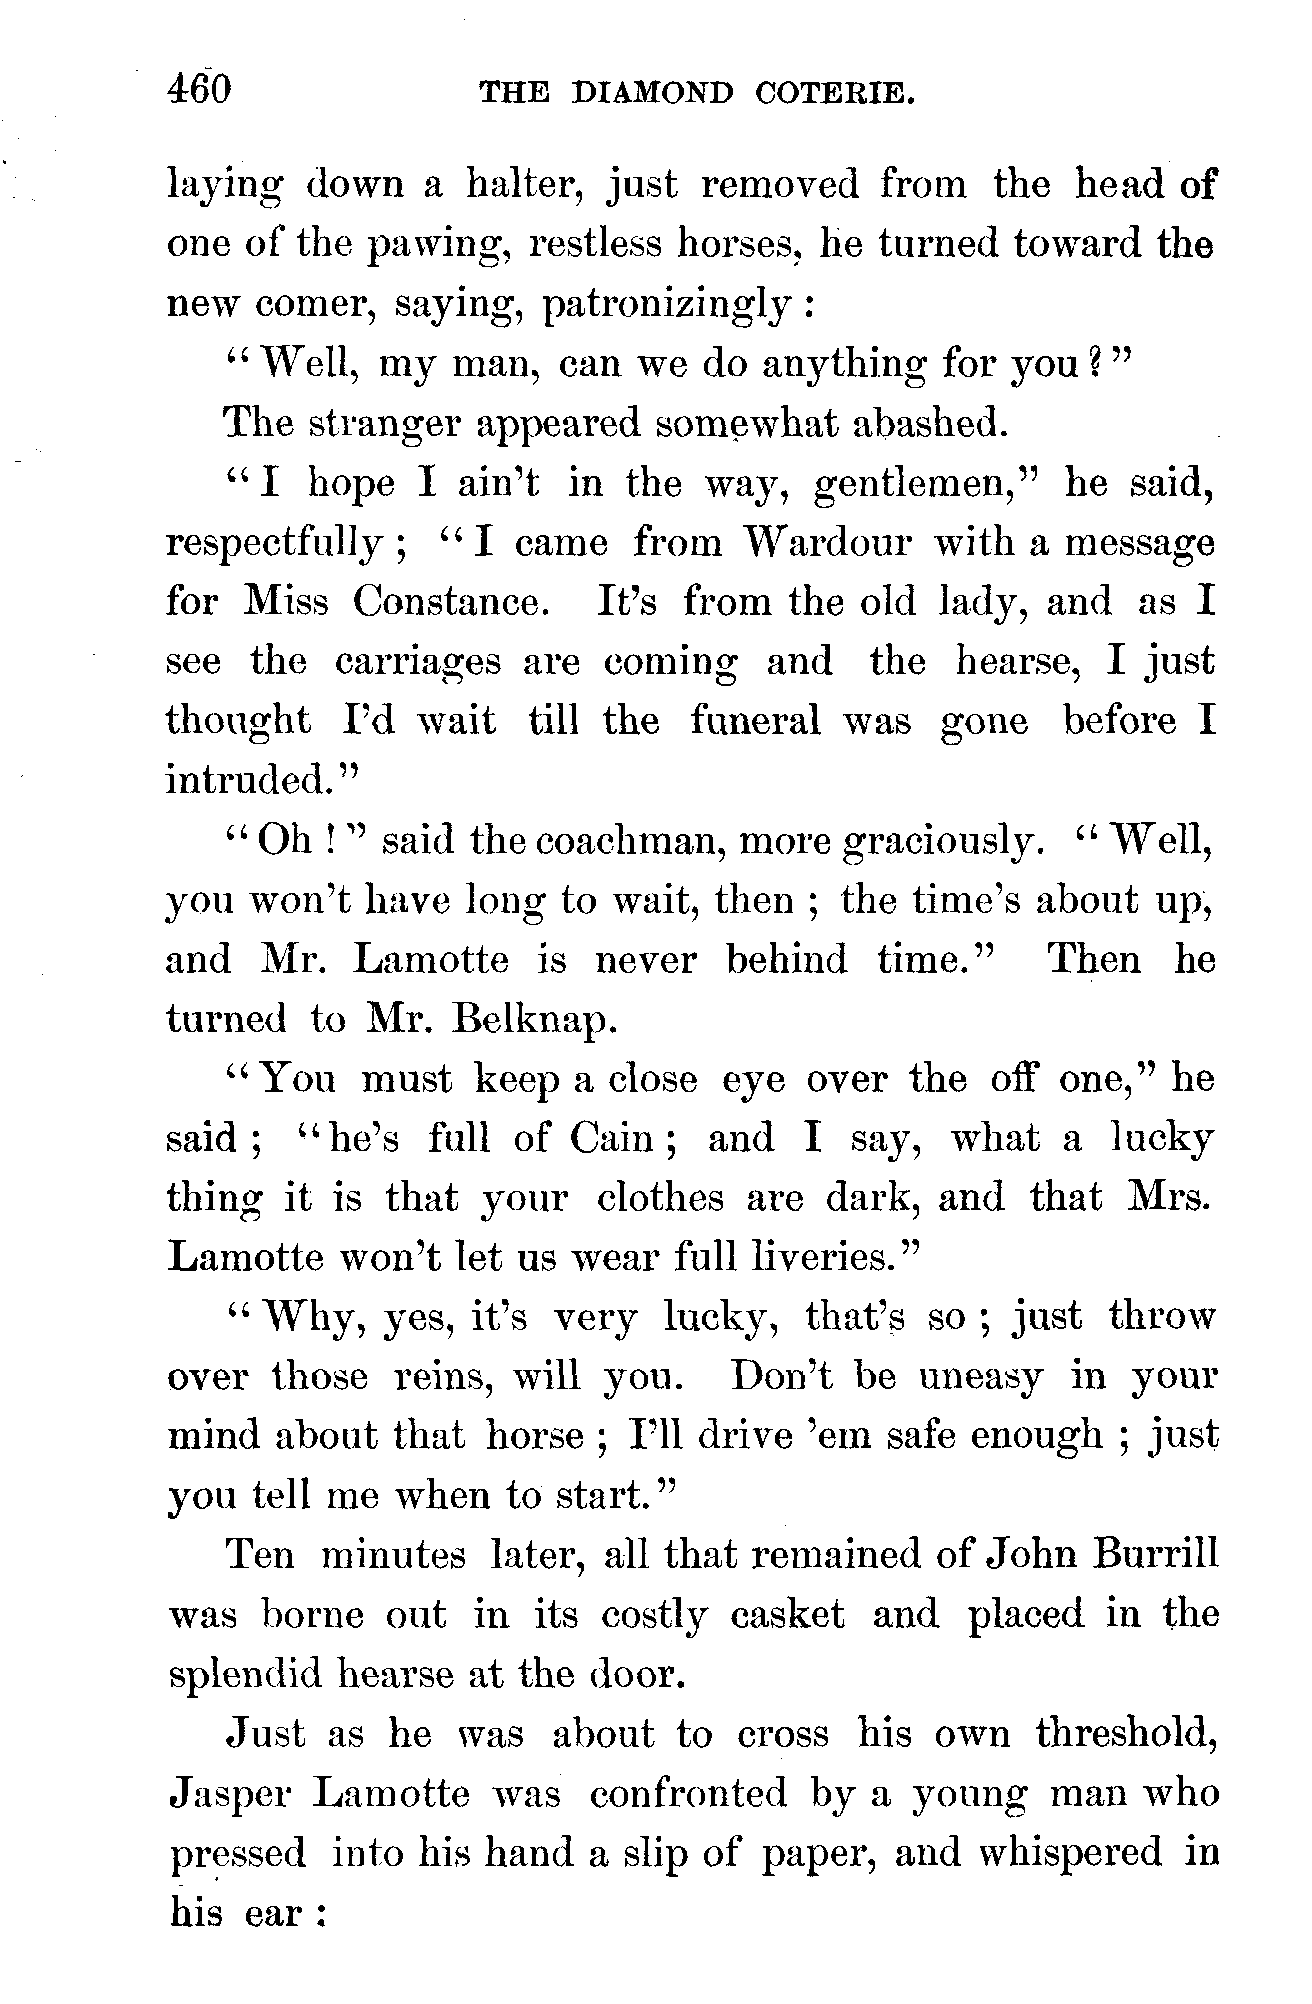 460 THE DIAMOND COTERIE.
laying down a halter, just removed from the head of
one of the pawing, restless horses, he turned toward the
new comer, saying, patronizingly :
“ Well, my man, can we do anything for you ? ”
The stranger appeared somewhat abashed.
“ I hope I ain’t in the way, gentlemen,” he said,
respectfully ; “ I came from Wardour with a message
for Miss Constance. It’s from the old lady, and as I
see the carriages are coming and the hearse, I just
thought I’d wait till the funeral was gone before I
intruded.”
“ Oh ! ” said the coachman, more graciously. “ Well,
you won’t have long to wait, then ; the time’s about up,
and Mr. Lamotte is never behind time.” Then he
turned to Mr. Belknap.
“ You must keep a close eye over the off one,” he
said ; “ he’s full of Cain ; and I say, what a lucky
thing it is that your clothes are dark, and that Mrs.
Lamotte won’t let us wear full liveries.”
“ Why, yes, it’s very lucky, that’s so ; just throw
over those reins, will you. Don’t be uneasy in your
mind about that horse ; I’ll drive ’em safe enough ; just
you tell me when to start.”
Ten minutes later, all that remained of John Burrill
was borne out in its costly casket and placed in the
splendid hearse at the door.
Just as he was about to cross his own threshold,
Jasper Lamotte was confronted by a young man who
pressed into his hand a slip of paper, and whispered in
his ear :